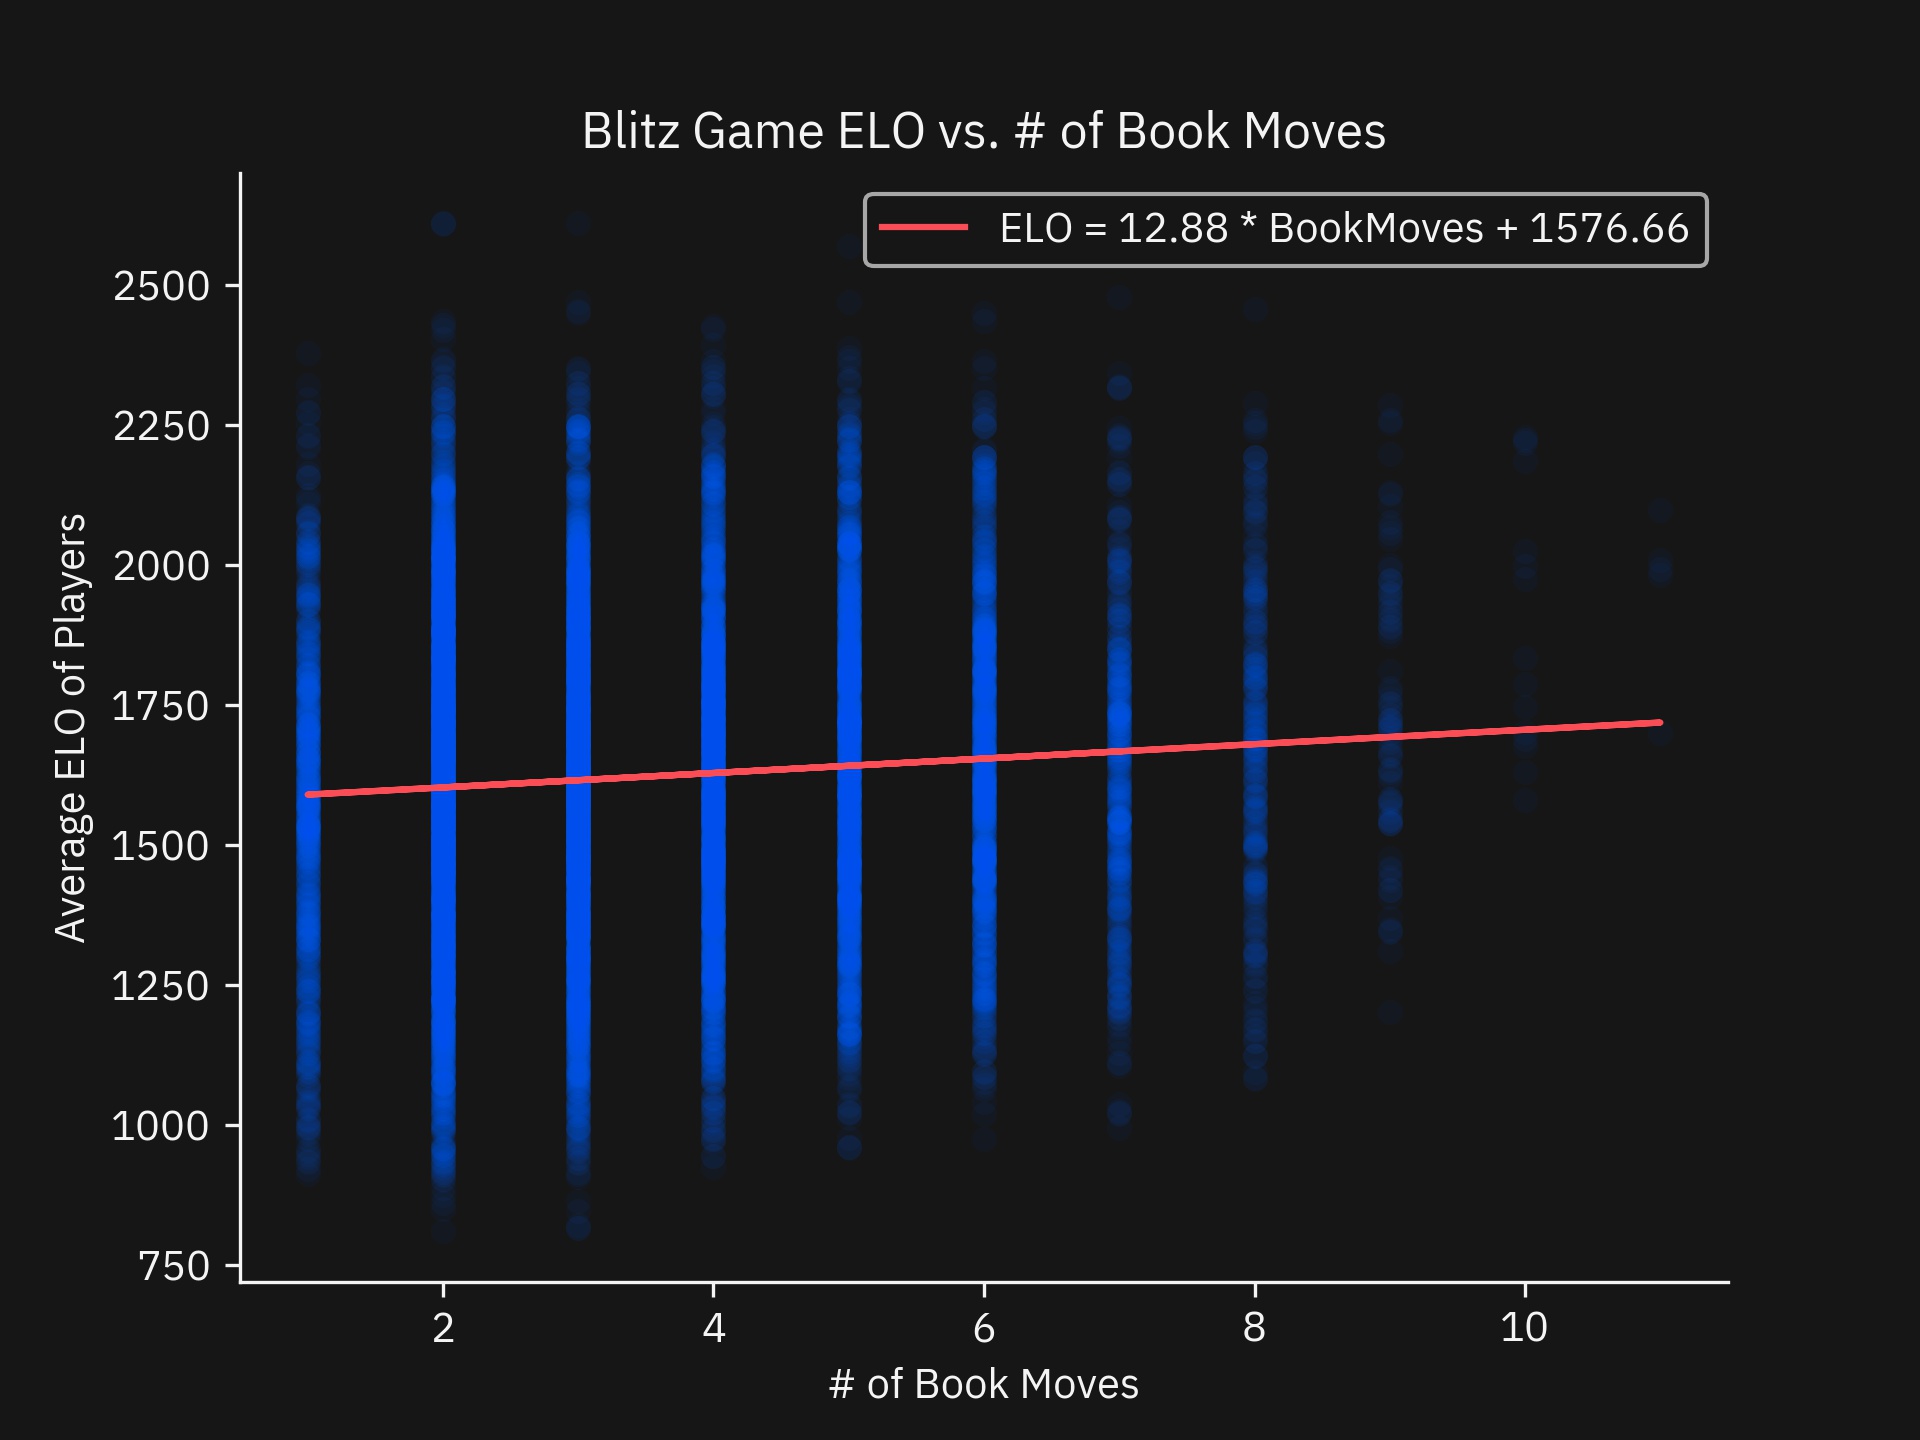 Blitz Game ELO vs. # of Book Moves
ELO = 12.88 * BookMoves + 1576.66
Average ELO of Players
2500
2250
2000
1750
1500
1250
1000
750
2 4 6 8 10
# of Book Moves